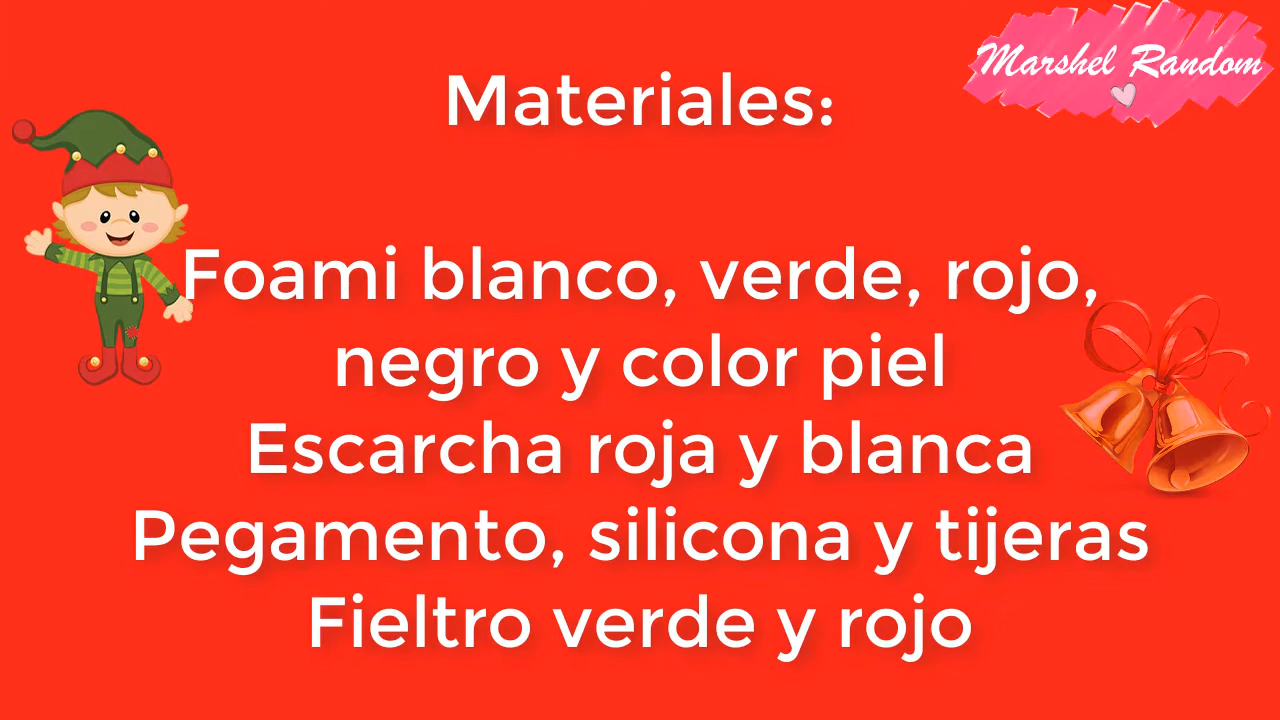 Marshel Random
Materiales:
Foami blanco, verde, rojo,
negro y color piel
Escarcha roja y blanca
Pegamento, silicona y tijeras
Fieltro verde y rojo